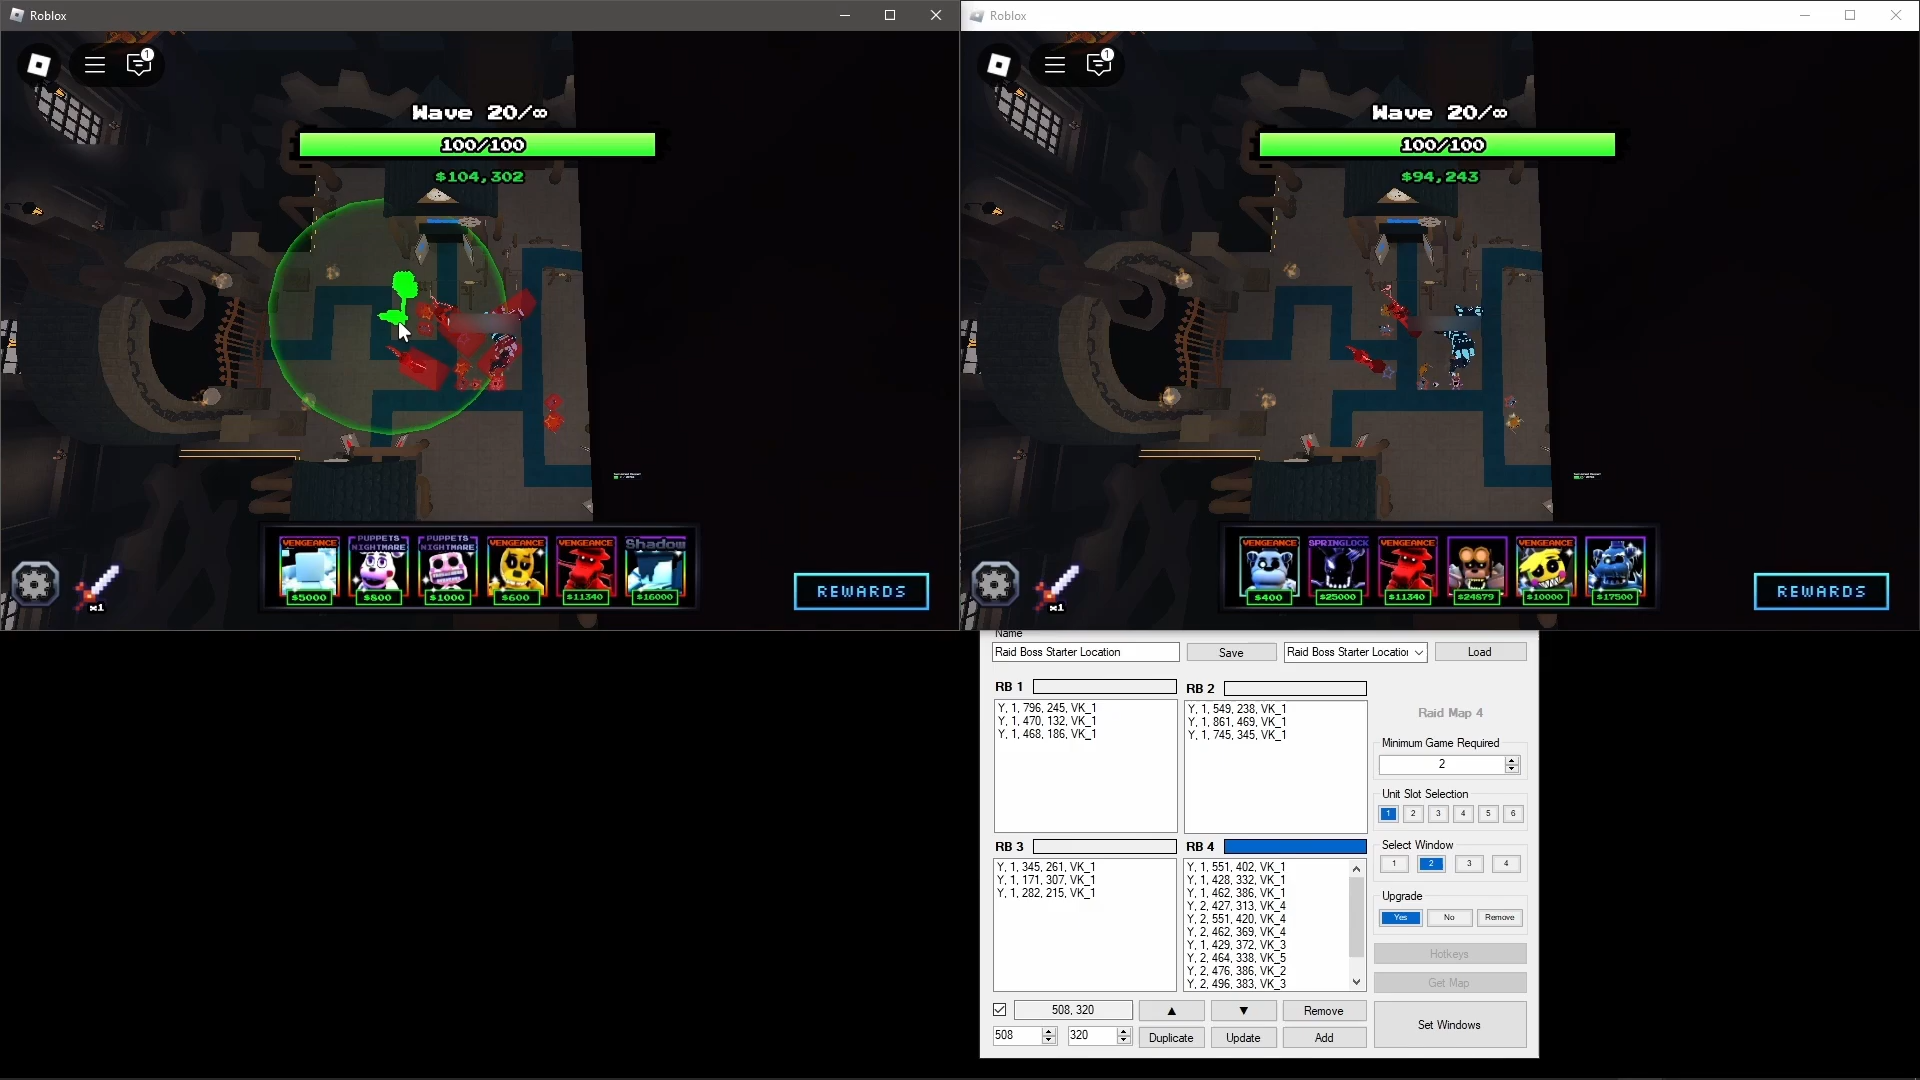 Roblox
1
Wave 20/∞
100/100
$104,302
VENGEANCE
$5000
PUPPETS NIGHTMARE
$800
PUPPETS NIGHTMARE
$1000
VENGEANCE
$600
VENGEANCE
$11340
Shadow
$16000
x1
REWARDS
Roblox
1
Wave 20/∞
100/100
$94,243
VENGEANCE
$400
SPRINGLOCK
$25000
VENGEANCE
$11340
$24879
VENGEANCE
$10000
$17500
x1
REWARDS
Name
Raid Boss Starter Location
Save
Raid Boss Starter Location
Load
RB 1
Y, 1, 796, 245, VK_1
Y, 1, 470, 132, VK_1
Y, 1, 468, 186, VK_1
RB 2
Y, 1, 549, 238, VK_1
Y, 1, 861, 469, VK_1
Y, 1, 745, 345, VK_1
RB 3
Y, 1, 345, 261, VK_1
Y, 1, 171, 307, VK_1
Y, 1, 282, 215, VK_1
RB 4
Y, 1, 551, 402, VK_1
Y, 1, 428, 332, VK_1
Y, 1, 462, 386, VK_1
Y, 2, 427, 313, VK_4
Y, 2, 551, 420, VK_4
Y, 2, 462, 369, VK_4
Y, 1, 429, 372, VK_3
Y, 2, 464, 338, VK_5
Y, 2, 476, 386, VK_2
Y, 2, 496, 383, VK_3
Raid Map 4
Minimum Game Required
2
Unit Slot Selection
1 2 3 4 5 6
Select Window
1 2 3 4
Upgrade
Yes No Remove
Hotkeys
Get Map
Set Windows
508, 320
▲ ▼ Remove
508 320 Duplicate Update Add